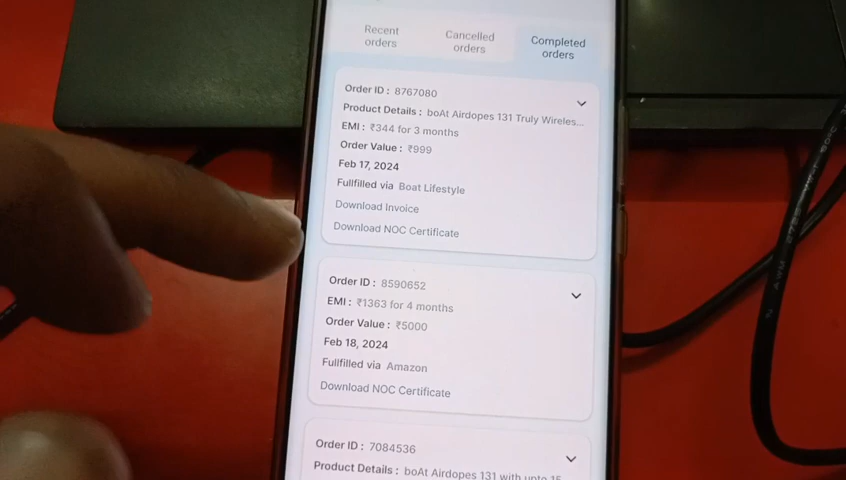 Recent
orders
Cancelled
orders
Completed
orders
Order ID : 8767080
Product Details : boAt Airdopes 131 Truly Wireles...
EMI : ₹344 for 3 months
Order Value : ₹999
Feb 17, 2024
Fullfilled via Boat Lifestyle
Download Invoice
Download NOC Certificate
Order ID : 8590652
EMI : ₹1363 for 4 months
Order Value : ₹5000
Feb 18, 2024
Fullfilled via Amazon
Download NOC Certificate
Order ID : 7084536
Product Details : boAt Airdopes 131 with upto 15